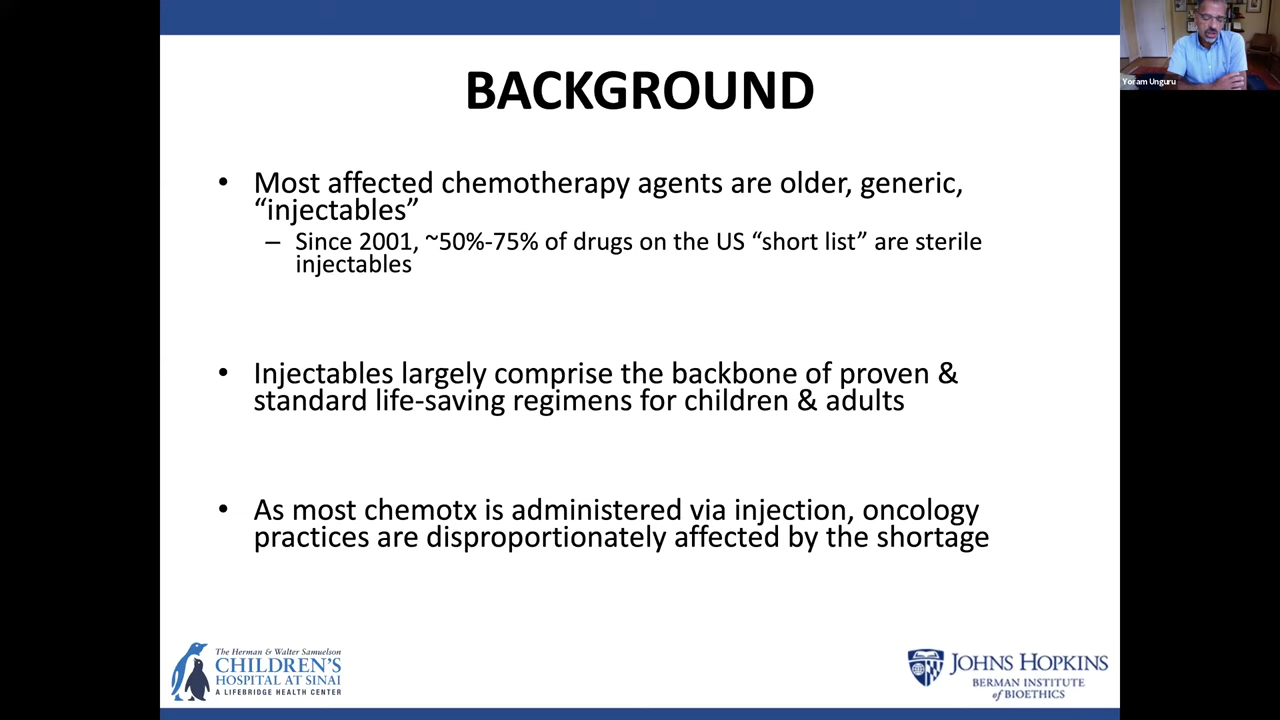 BACKGROUND
• Most affected chemotherapy agents are older, generic,
“injectables”
– Since 2001, ~50%-75% of drugs on the US “short list” are sterile
injectables
• Injectables largely comprise the backbone of proven &
standard life-saving regimens for children & adults
• As most chemotx is administered via injection, oncology
practices are disproportionately affected by the shortage
The Herman & Walter Samuelson
CHILDREN'S
HOSPITAL AT SINAI
A LIFEBRIDGE HEALTH CENTER
JOHNS HOPKINS
BERMAN INSTITUTE
of BIOETHICS
Yoram Unguru